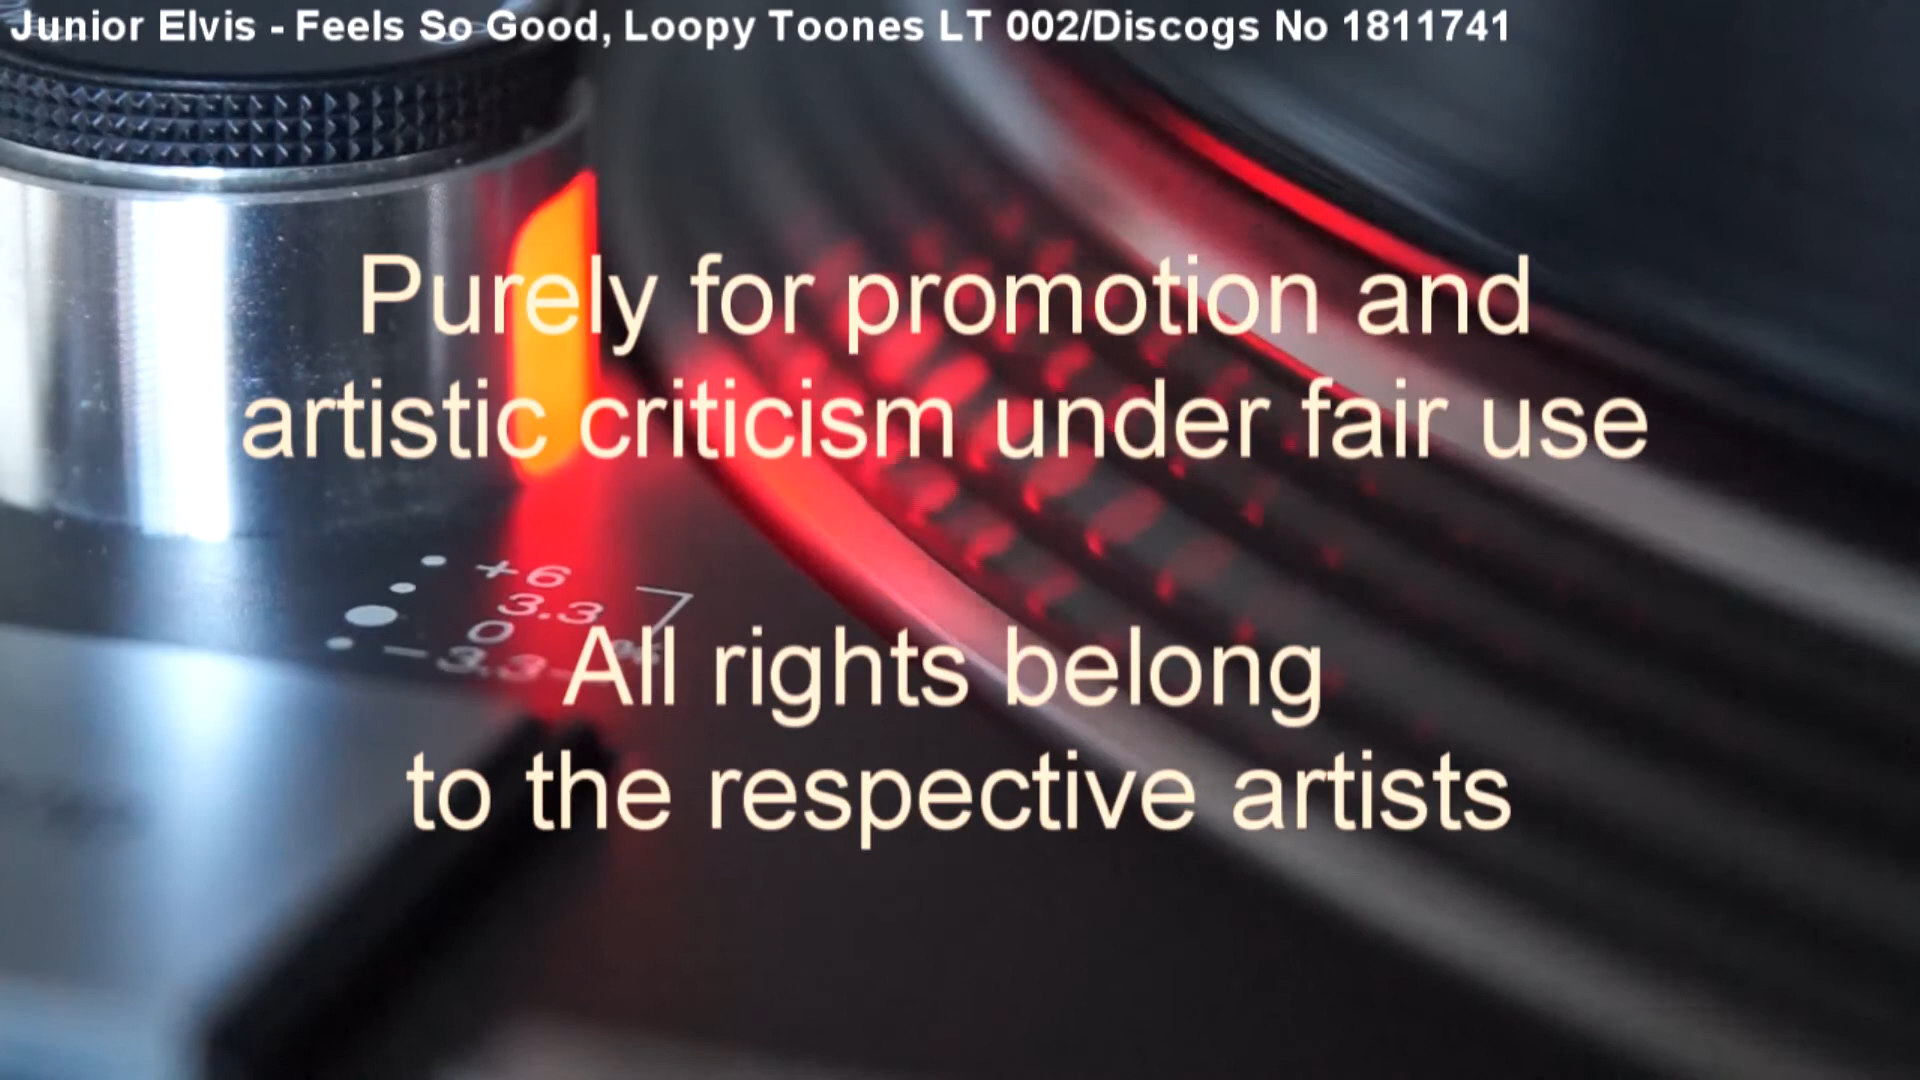 Junior Elvis - Feels So Good, Loopy Toones LT 002/Discogs No 1811741
Purely for promotion and
artistic criticism under fair use
+6
3.3
0
-3.3
All rights belong
to the respective artists